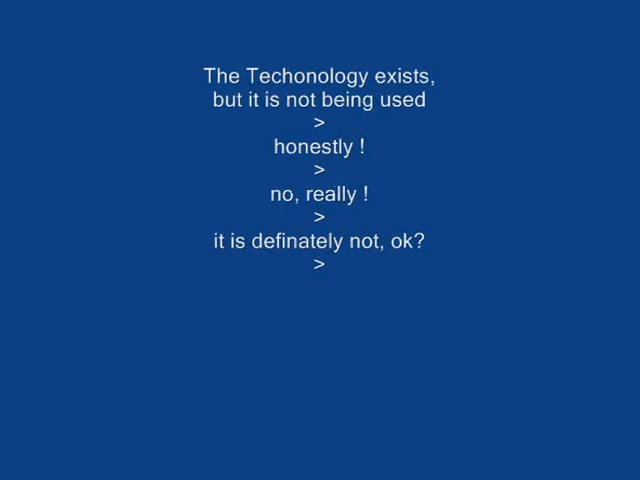 The Techonology exists,
but it is not being used
>
honestly !
>
no, really !
>
it is definately not, ok?
>